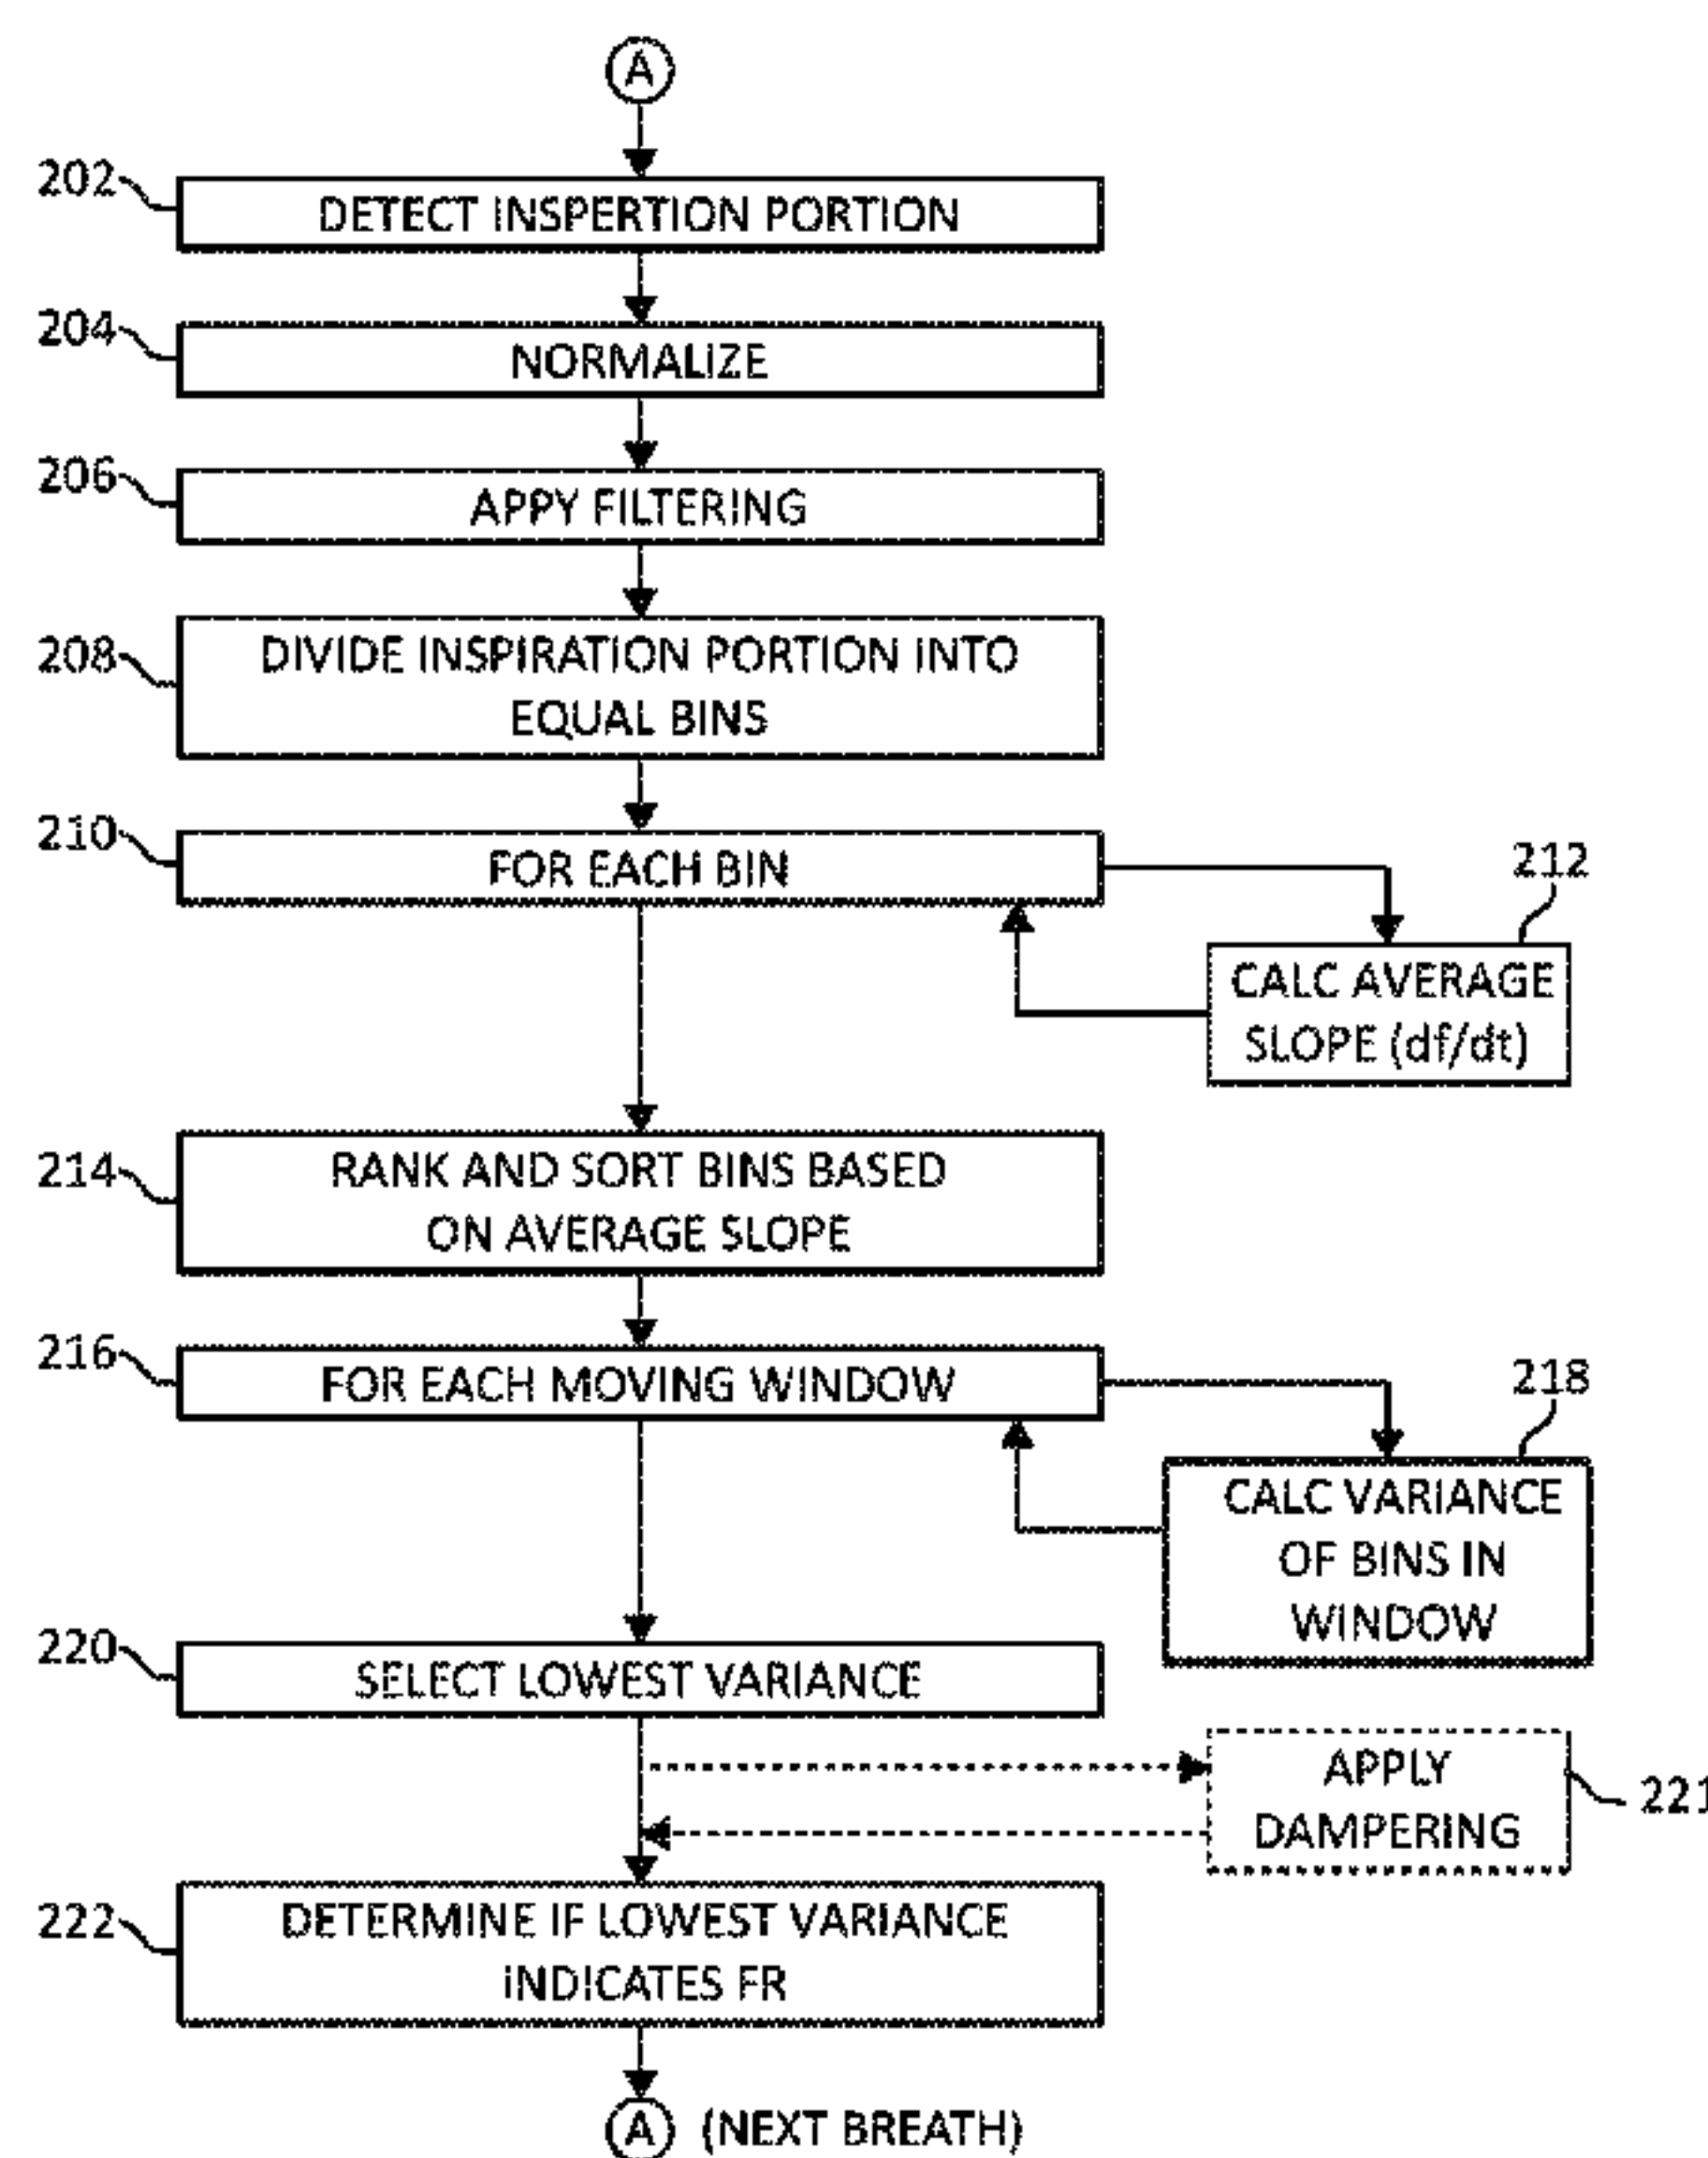 A
202
DETECT INSPERTION PORTION
204
NORMALIZE
206
APPY FILTERING
208
DIVIDE INSPIRATION PORTION INTO
EQUAL BINS
210
FOR EACH BIN
212
CALC AVERAGE
SLOPE (df/dt)
214
RANK AND SORT BINS BASED
ON AVERAGE SLOPE
216
FOR EACH MOVING WINDOW
218
CALC VARIANCE
OF BINS IN
WINDOW
220
SELECT LOWEST VARIANCE
APPLY
DAMPERING
221
222
DETERMINE IF LOWEST VARIANCE
INDICATES FR
A (NEXT BREATH)